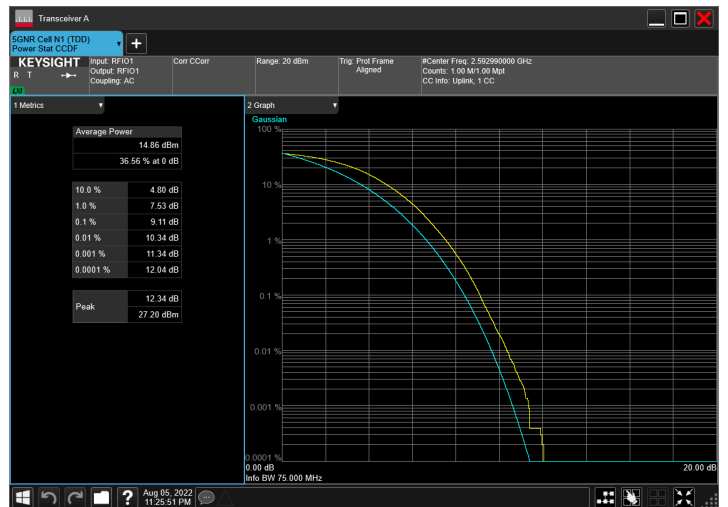 Transceiver A
5GNR Cell N1 (TDD)
Power Stat CCDF
KEYSIGHT
R T
LXI
Input: RFIO1
Output: RFIO1
Coupling: AC
Corr CCorr
Range: 20 dBm
Trig: Prot Frame
Aligned
#Center Freq: 2.592990000 GHz
Counts: 1.00 M/1.00 Mpt
CC Info: Uplink, 1 CC
1 Metrics
Average Power
14.86 dBm
36.56 % at 0 dB
10.0 % 4.80 dB
1.0 % 7.53 dB
0.1 % 9.11 dB
0.01 % 10.34 dB
0.001 % 11.34 dB
0.0001 % 12.04 dB
Peak
12.34 dB
27.20 dBm
2 Graph
Gaussian
100 %
10 %
1 %
0.1 %
0.01 %
0.001 %
0.0001 %
0.00 dB
20.00 dB
Info BW 75.000 MHz
?
Aug 05, 2022
11:25:51 PM